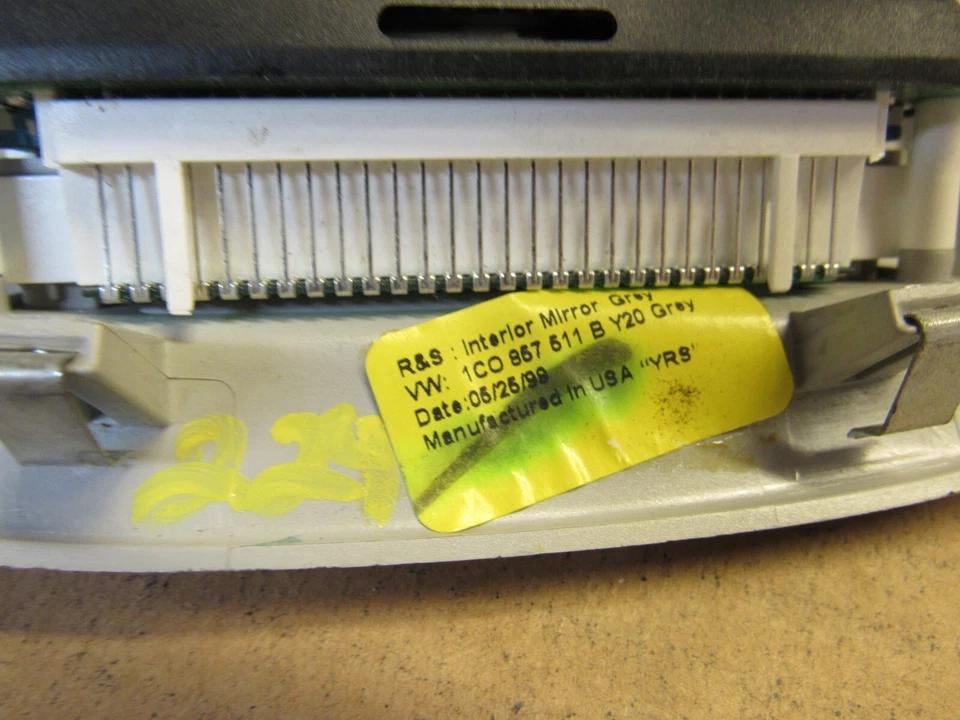 R&S : Interior Mirror Grey
VW: 1C0 857 511 B Y20 Grey
Date:05/25/99
Manufactured In USA "YRS"